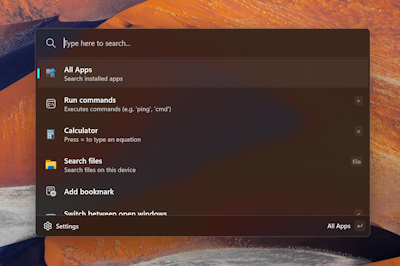 Type here to search...
All Apps
Search installed apps
Run commands
Executes commands (e.g. 'ping', 'cmd')
>
Calculator
Press = to type an equation
=
Search files
Search files on this device
file
Add bookmark
Switch between open windows
Settings
All Apps